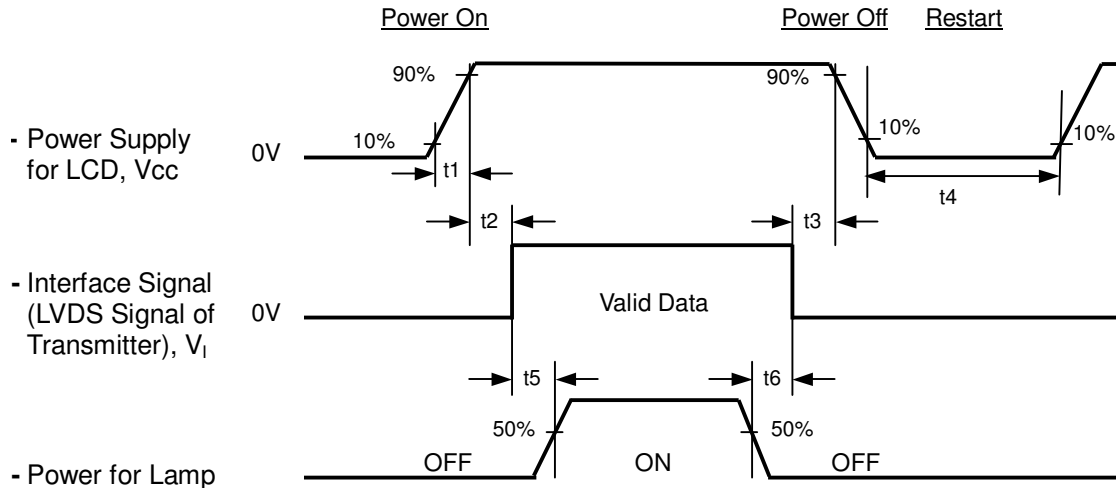 Power On
Power Off
Restart
90%
90%
- Power Supply
for LCD, Vcc
0V
10%
10%
10%
t1
t4
t2
t3
- Interface Signal
(LVDS Signal of
Transmitter), VI
0V
Valid Data
t5
t6
50%
50%
- Power for Lamp
OFF
ON
OFF